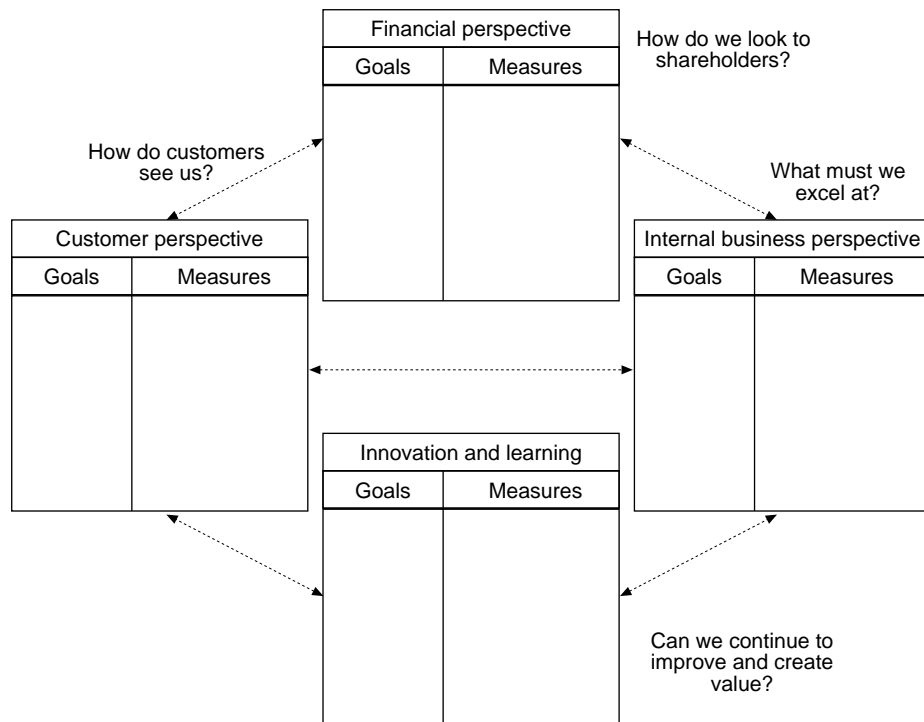 Financial perspective
Goals Measures
How do we look to
shareholders?
How do customers
see us?
What must we
excel at?
Customer perspective
Goals Measures
Internal business perspective
Goals Measures
Innovation and learning
Goals Measures
Can we continue to
improve and create
value?